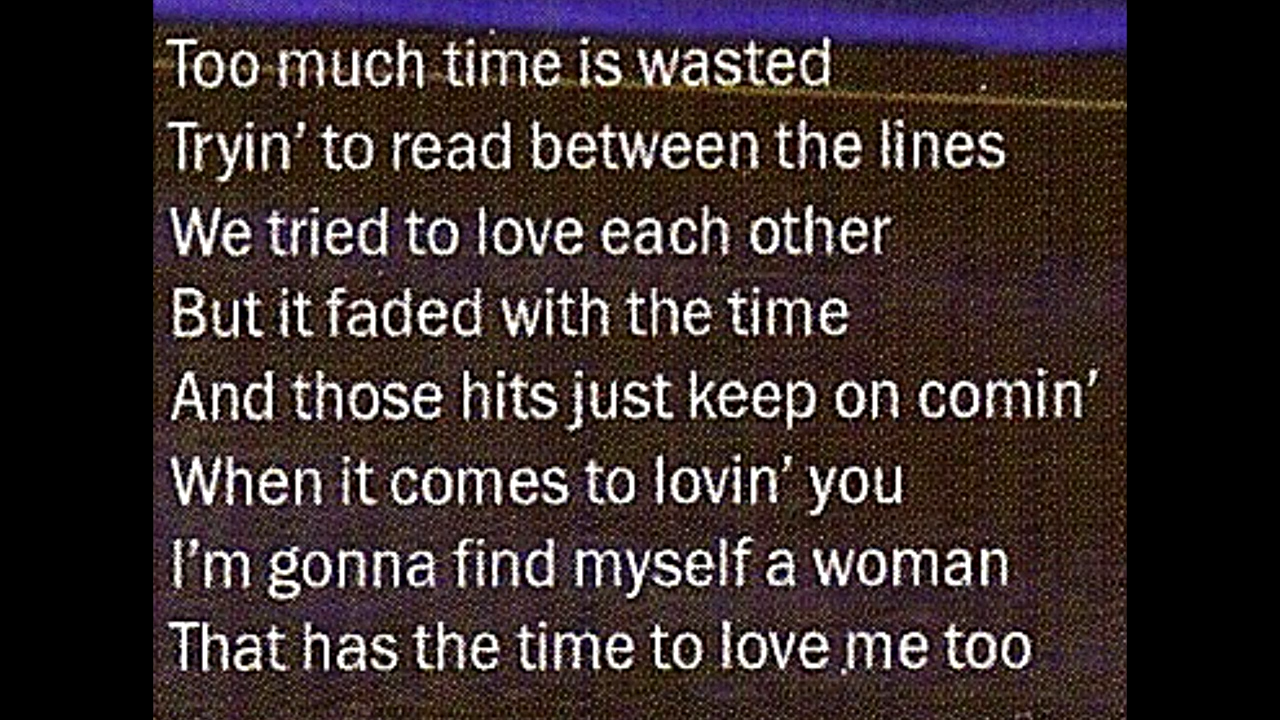 Too much time is wasted
Tryin’ to read between the lines
We tried to love each other
But it faded with the time
And those hits just keep on comin’
When it comes to lovin’ you
I’m gonna find myself a woman
That has the time to love me too